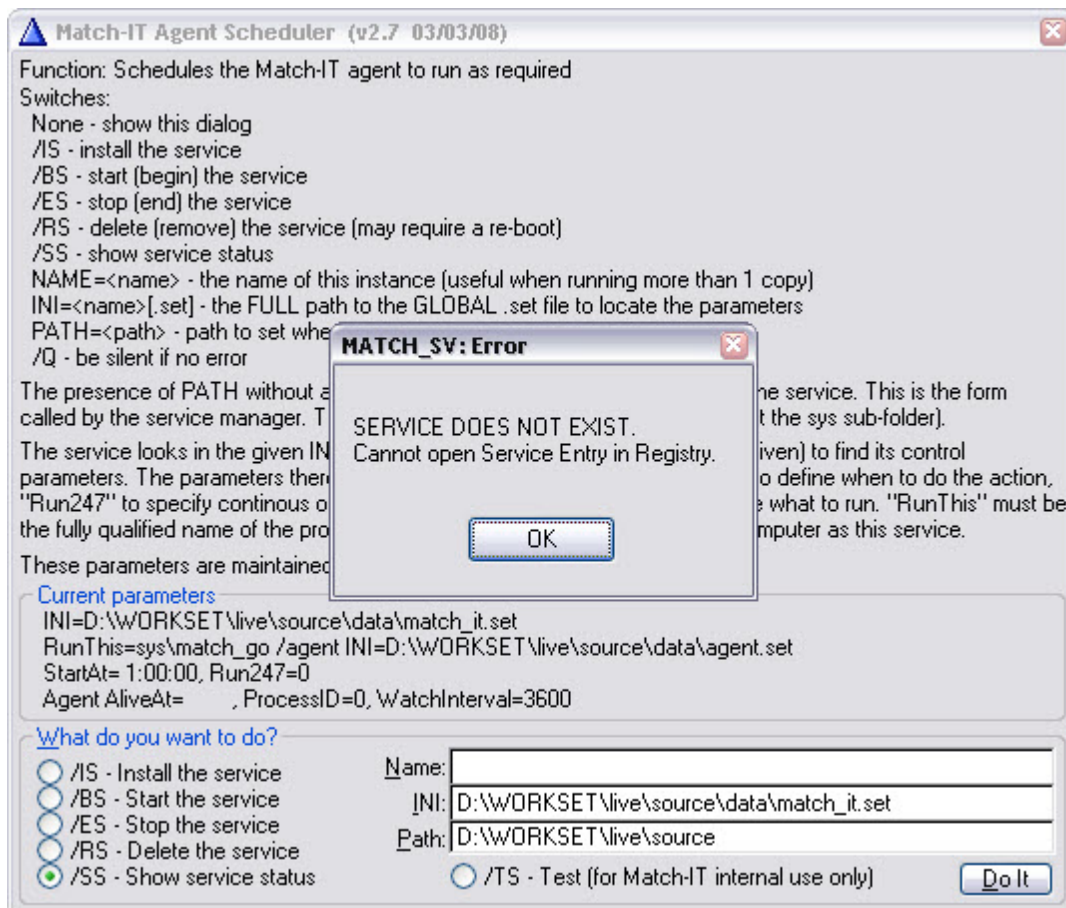 Match-IT Agent Scheduler (v2.7 03/03/08)
Function: Schedules the Match-IT agent to run as required
Switches:
None - show this dialog
/IS - install the service
/BS - start (begin) the service
/ES - stop (end) the service
/RS - delete (remove) the service (may require a re-boot)
/SS - show service status
NAME=<name> - the name of this instance (useful when running more than 1 copy)
INI=<name>[.set] - the FULL path to the GLOBAL .set file to locate the parameters
PATH=<path> - path to set whe
/Q - be silent if no error
The presence of PATH without a he service. This is the form
called by the service manager. T t the sys sub-folder).
The service looks in the given IN iven) to find its control
parameters. The parameters ther o define when to do the action,
"Run247" to specify continous o e what to run. "RunThis" must be
the fully qualified name of the pro mputer as this service.
These parameters are maintained
MATCH_SV: Error
SERVICE DOES NOT EXIST.
Cannot open Service Entry in Registry.
OK
Current parameters
INI=D:\WORKSET\live\source\data\match_it.set
RunThis=sys\match_go /agent INI=D:\WORKSET\live\source\data\agent.set
StartAt= 1:00:00, Run247=0
Agent AliveAt= , ProcessID=0, WatchInterval=3600
What do you want to do?
/IS - Install the service
/BS - Start the service
/ES - Stop the service
/RS - Delete the service
/SS - Show service status
Name:
INI: D:\WORKSET\live\source\data\match_it.set
Path: D:\WORKSET\live\source
/TS - Test (for Match-IT internal use only)
Do It